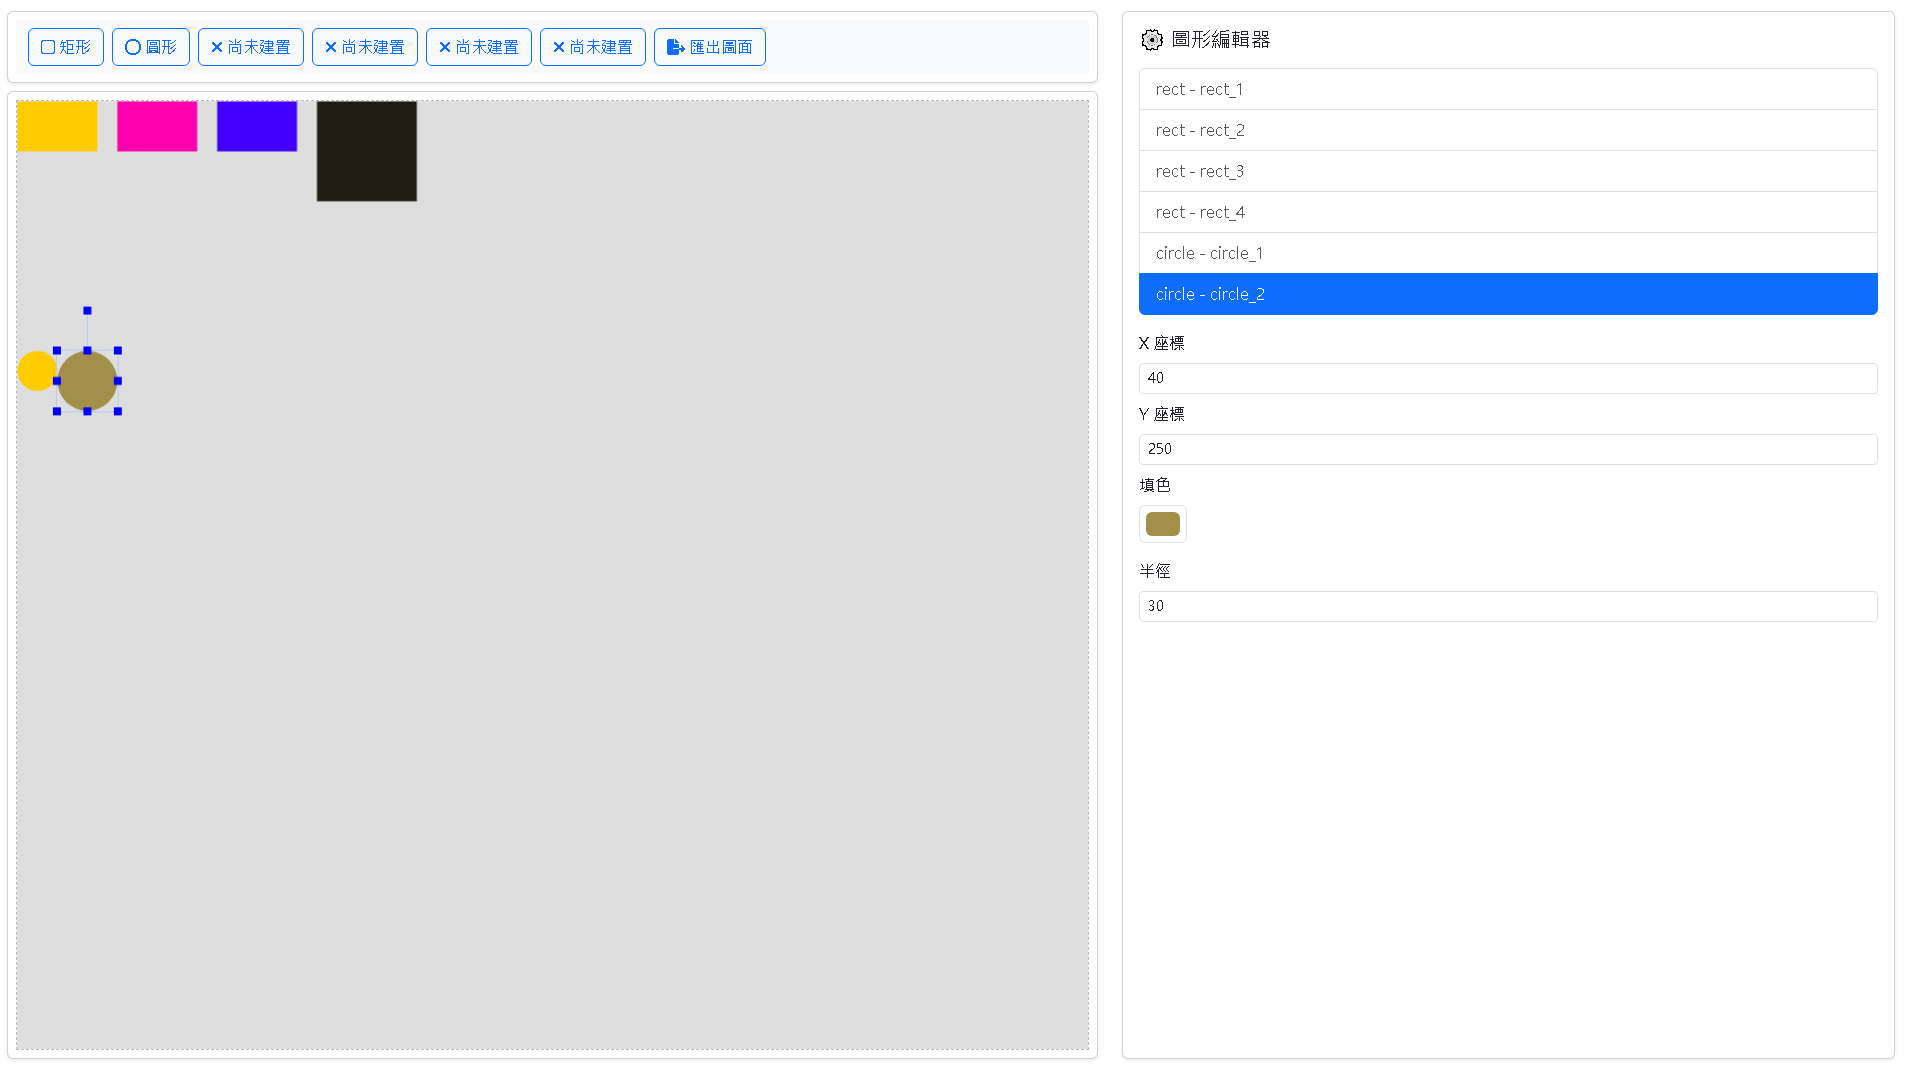 矩形 圓形 尚未建置 尚未建置 尚未建置 尚未建置 匯出圖面
圖形編輯器
rect - rect_1
rect - rect_2
rect - rect_3
rect - rect_4
circle - circle_1
circle - circle_2
X 座標
40
Y 座標
250
填色
半徑
30